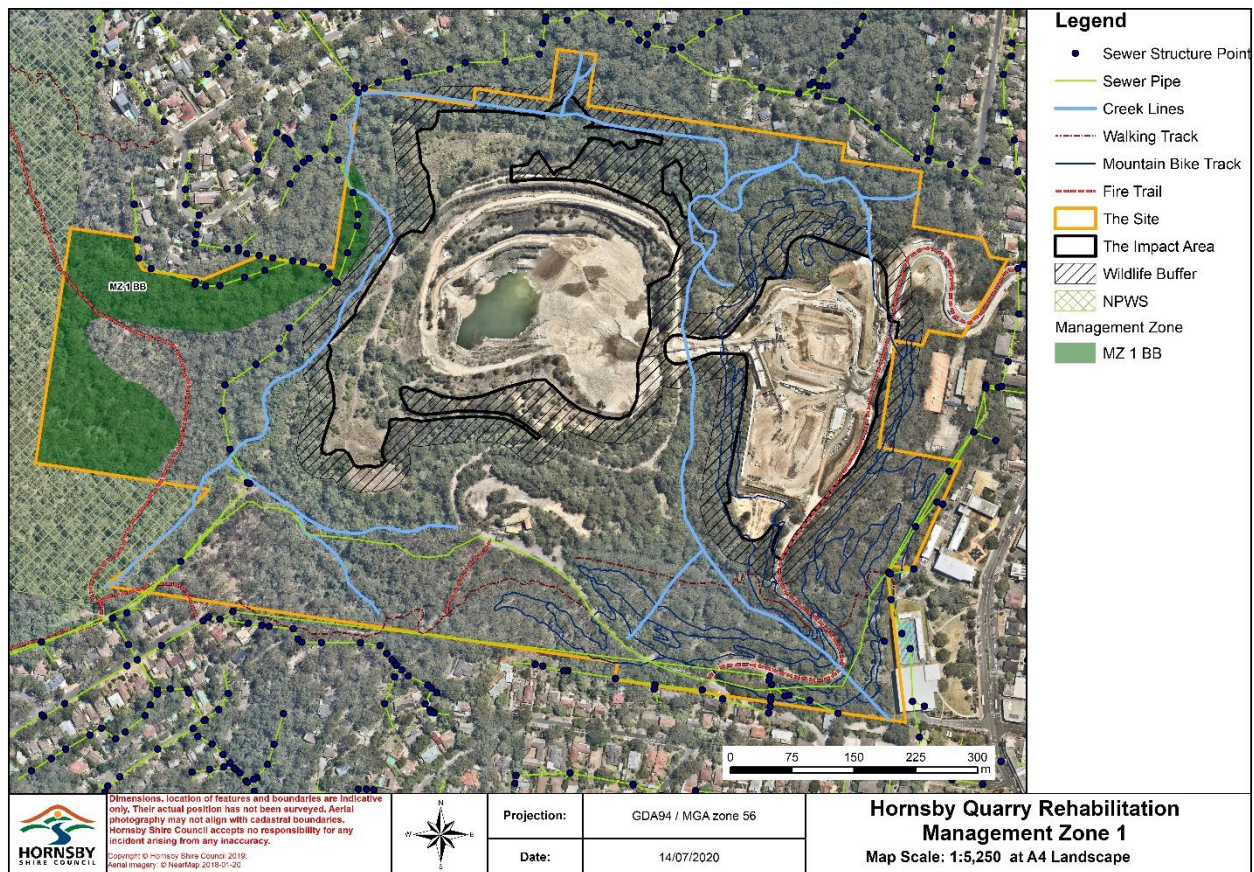 Legend
Sewer Structure Point
Sewer Pipe
Creek Lines
Walking Track
Mountain Bike Track
Fire Trail
The Site
The Impact Area
Wildlife Buffer
NPWS
Management Zone
MZ 1 BB
MZ 1 BB
0 75 150 225 300
m
HORNSBY
SHIRE COUNCIL
Dimensions, location of features and boundaries are indicative
only. Their actual position has not been surveyed. Aerial
photography may not align with cadastral boundaries.
Hornsby Shire Council accepts no responsibility for any
incident arising from any inaccuracy.
Copyright © Hornsby Shire Council 2019:
Aerial imagery: © NearMap 2018-01-20
N
W E
S
Projection: GDA94 / MGA zone 56
Date: 14/07/2020
Hornsby Quarry Rehabilitation
Management Zone 1
Map Scale: 1:5,250 at A4 Landscape